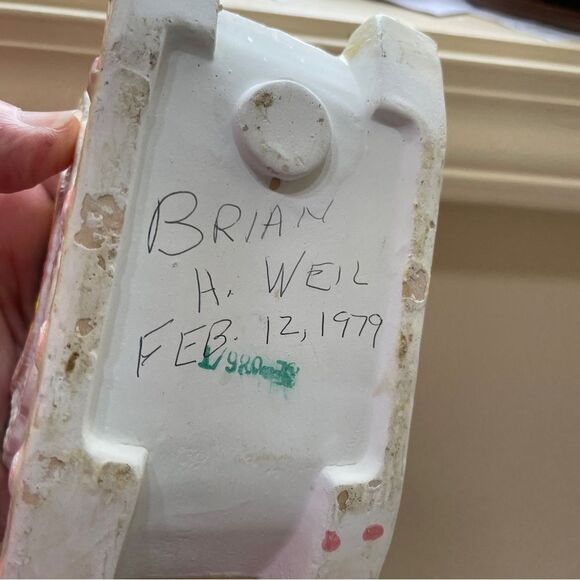 BRIAN
H. WEIL
FEB. 12, 1979